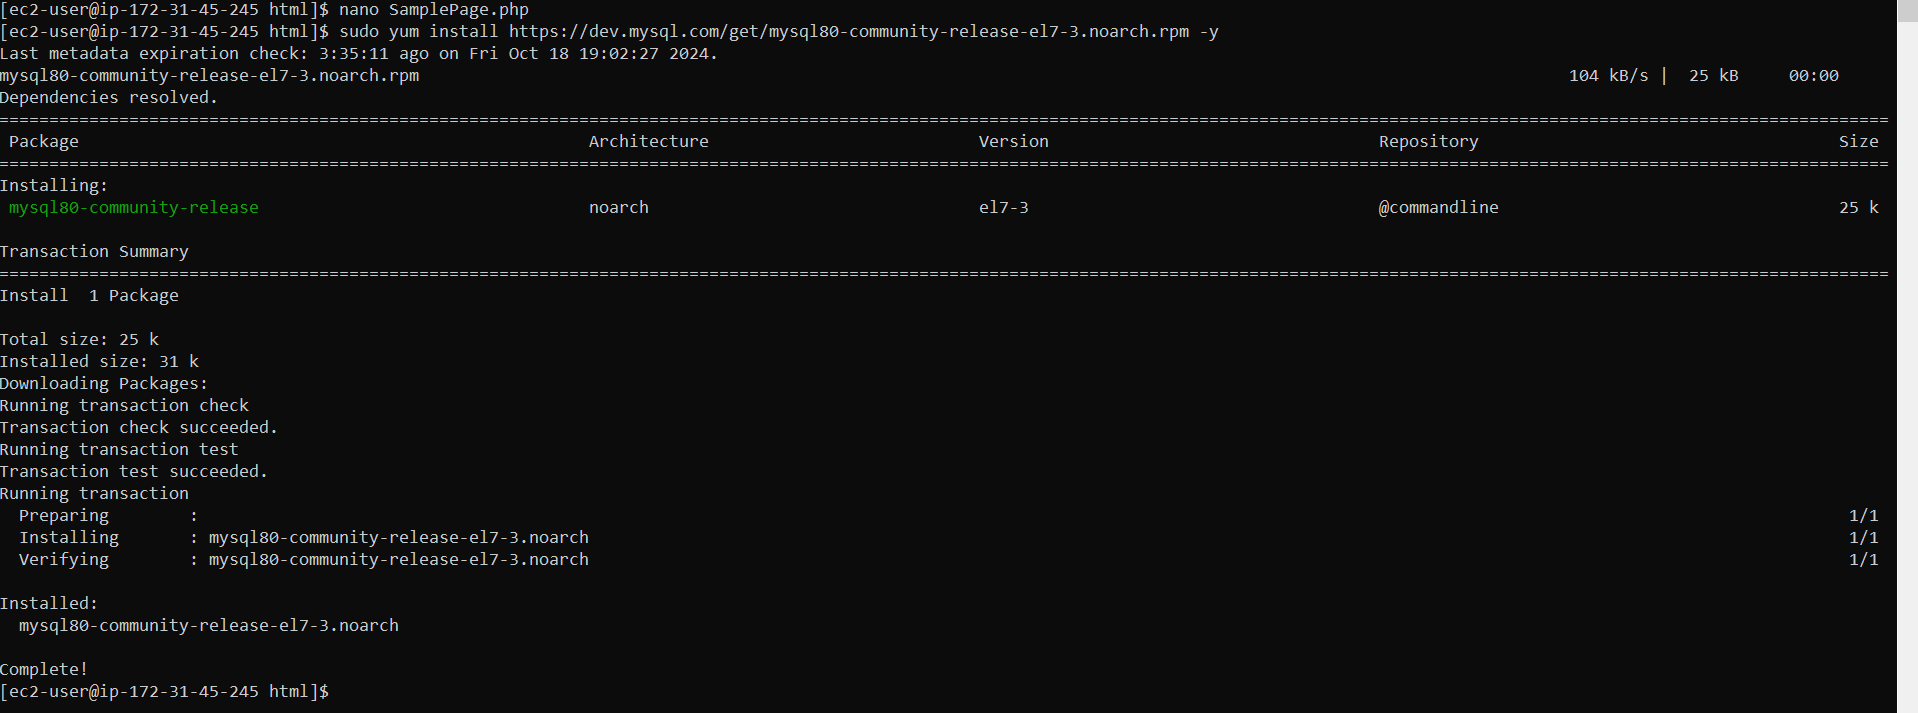 [ec2-user@ip-172-31-45-245 html]$ nano SamplePage.php
[ec2-user@ip-172-31-45-245 html]$ sudo yum install https://dev.mysql.com/get/mysql80-community-release-el7-3.noarch.rpm -y
Last metadata expiration check: 3:35:11 ago on Fri Oct 18 19:02:27 2024.
mysql80-community-release-el7-3.noarch.rpm 104 kB/s | 25 kB 00:00
Dependencies resolved.
================================================================================
Package Architecture Version Repository Size
================================================================================
Installing:
mysql80-community-release noarch el7-3 @commandline 25 k
Transaction Summary
================================================================================
Install 1 Package
Total size: 25 k
Installed size: 31 k
Downloading Packages:
Running transaction check
Transaction check succeeded.
Running transaction test
Transaction test succeeded.
Running transaction
Preparing : 1/1
Installing : mysql80-community-release-el7-3.noarch 1/1
Verifying : mysql80-community-release-el7-3.noarch 1/1
Installed:
mysql80-community-release-el7-3.noarch
Complete!
[ec2-user@ip-172-31-45-245 html]$